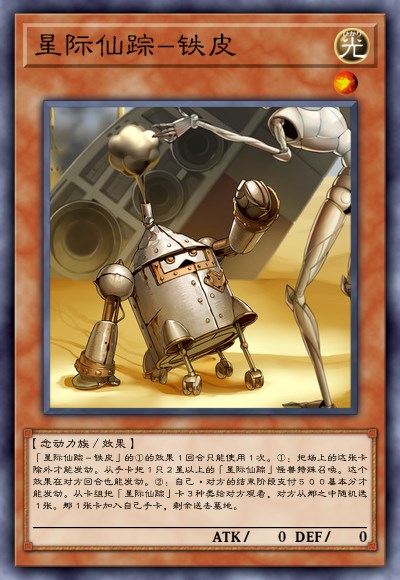 星际仙踪-铁皮
光
【念动力族／效果】
「星际仙踪-铁皮」的①的效果1回合只能使用1次。①：把场上的这张卡
除外才能发动。从手卡把1只2星以上的「星际仙踪」怪兽特殊召唤。这个
效果在对方回合也能发动。②：自己·对方的结束阶段支付500基本分才
能发动。从卡组把「星际仙踪」卡3种类给对方观看，对方从那之中随机选
1张。那1张卡加入自己手卡，剩余送去墓地。
ATK/ 0 DEF/ 0